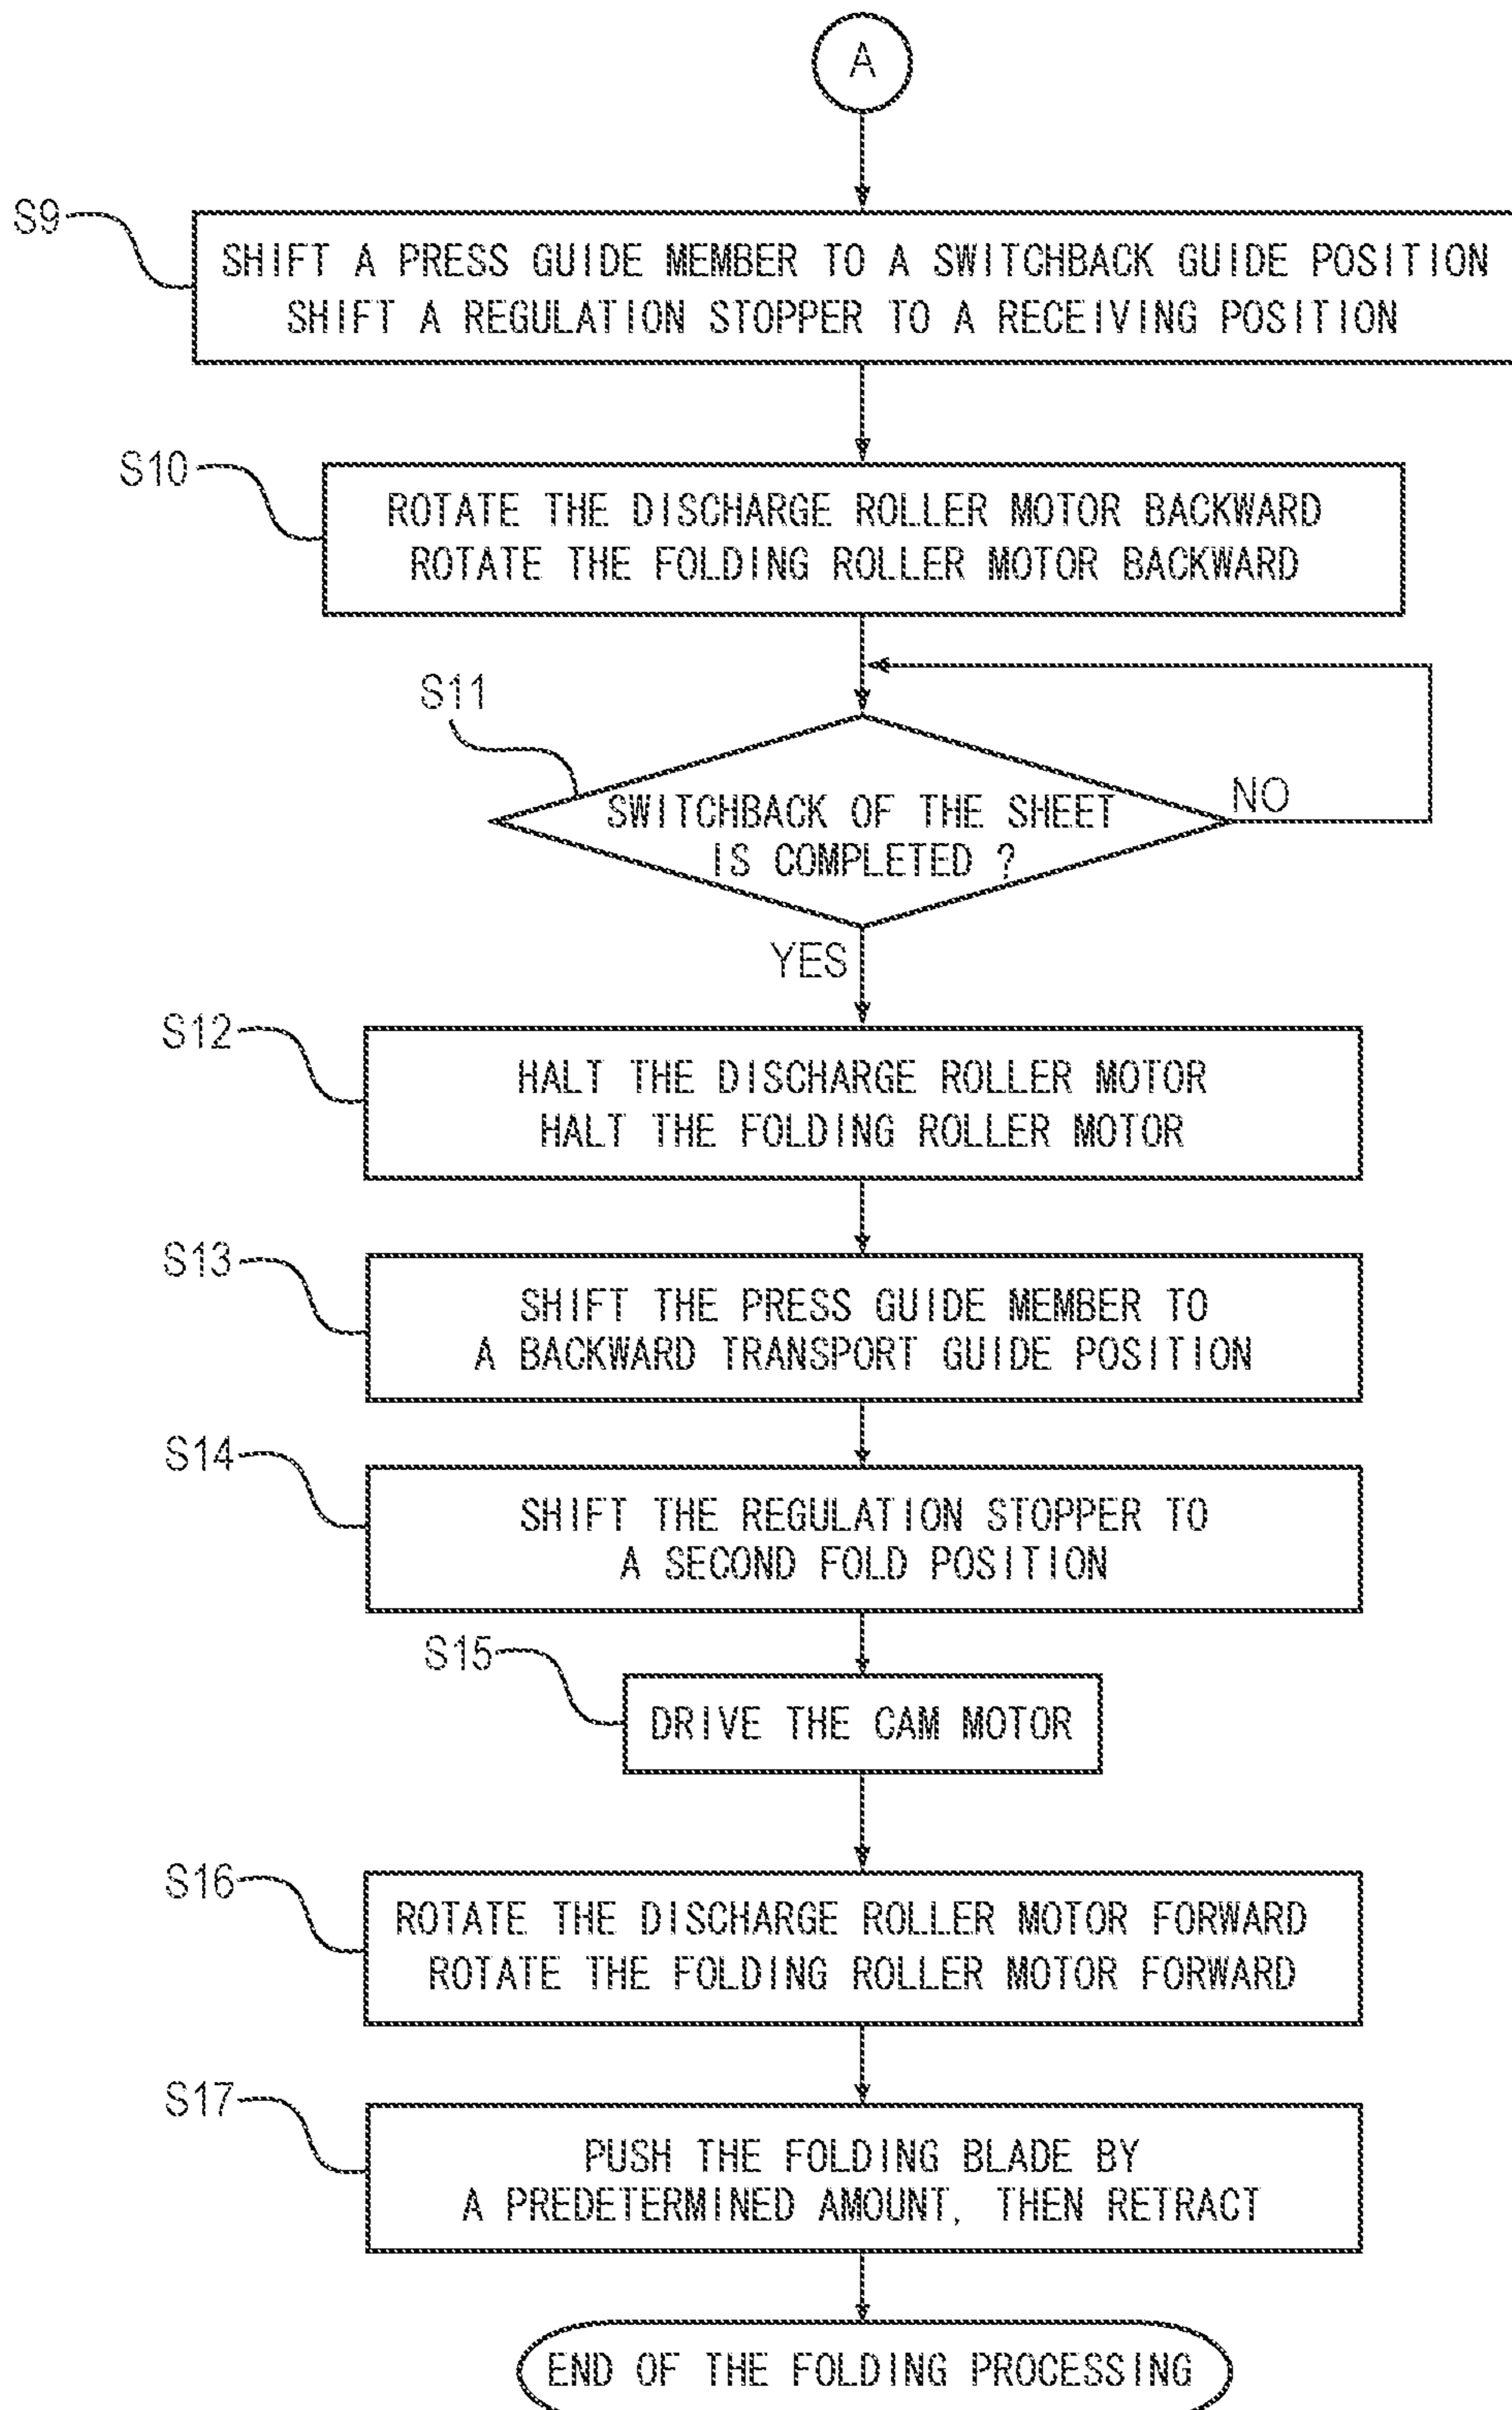 A
S9
SHIFT A PRESS GUIDE MEMBER TO A SWITCHBACK GUIDE POSITION
SHIFT A REGULATION STOPPER TO A RECEIVING POSITION
S10
ROTATE THE DISCHARGE ROLLER MOTOR BACKWARD
ROTATE THE FOLDING ROLLER MOTOR BACKWARD
S11
SWITCHBACK OF THE SHEET
IS COMPLETED ?
NO
YES
S12
HALT THE DISCHARGE ROLLER MOTOR
HALT THE FOLDING ROLLER MOTOR
S13
SHIFT THE PRESS GUIDE MEMBER TO
A BACKWARD TRANSPORT GUIDE POSITION
S14
SHIFT THE REGULATION STOPPER TO
A SECOND FOLD POSITION
S15
DRIVE THE CAM MOTOR
S16
ROTATE THE DISCHARGE ROLLER MOTOR FORWARD
ROTATE THE FOLDING ROLLER MOTOR FORWARD
S17
PUSH THE FOLDING BLADE BY
A PREDETERMINED AMOUNT, THEN RETRACT
END OF THE FOLDING PROCESSING